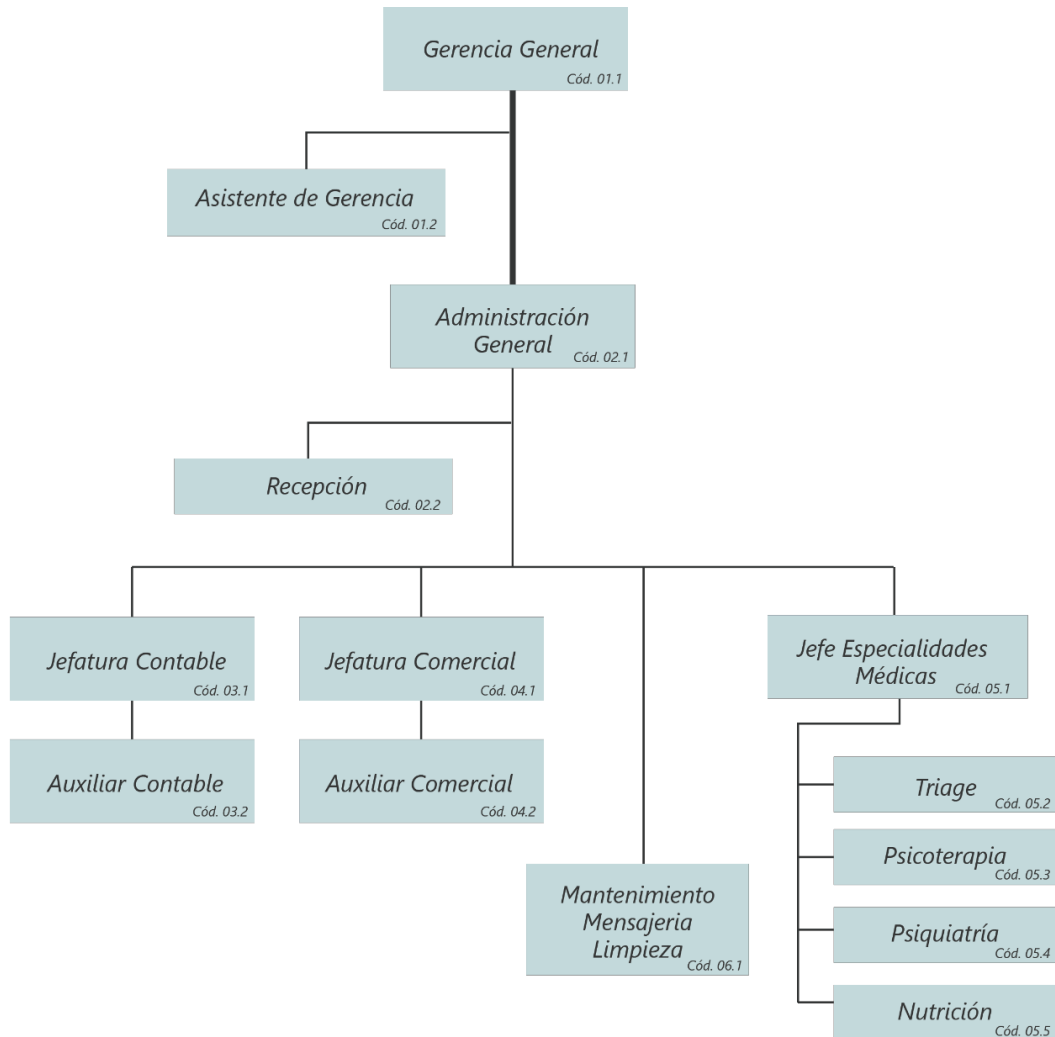 Gerencia General
Cód. 01.1
Asistente de Gerencia
Cód. 01.2
Administración
General
Cód. 02.1
Recepción
Cód. 02.2
Jefatura Contable
Cód. 03.1
Auxiliar Contable
Cód. 03.2
Jefatura Comercial
Cód. 04.1
Auxiliar Comercial
Cód. 04.2
Mantenimiento
Mensajeria
Limpieza
Cód. 06.1
Jefe Especialidades
Médicas
Cód. 05.1
Triage
Cód. 05.2
Psicoterapia
Cód. 05.3
Psiquiatría
Cód. 05.4
Nutrición
Cód. 05.5